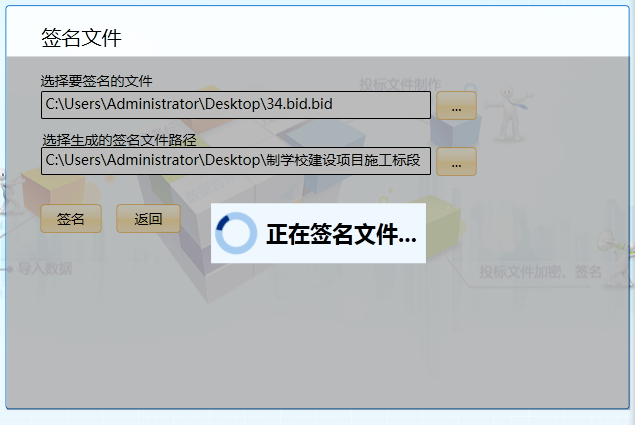 签名文件
选择要签名的文件
投标文件制作
C:\Users\Administrator\Desktop\34.bid.bid
...
选择生成的签名文件路径
C:\Users\Administrator\Desktop\制学校建设项目施工标段
...
签名
返回
正在签名文件...
导入数据
投标文件加密、签名